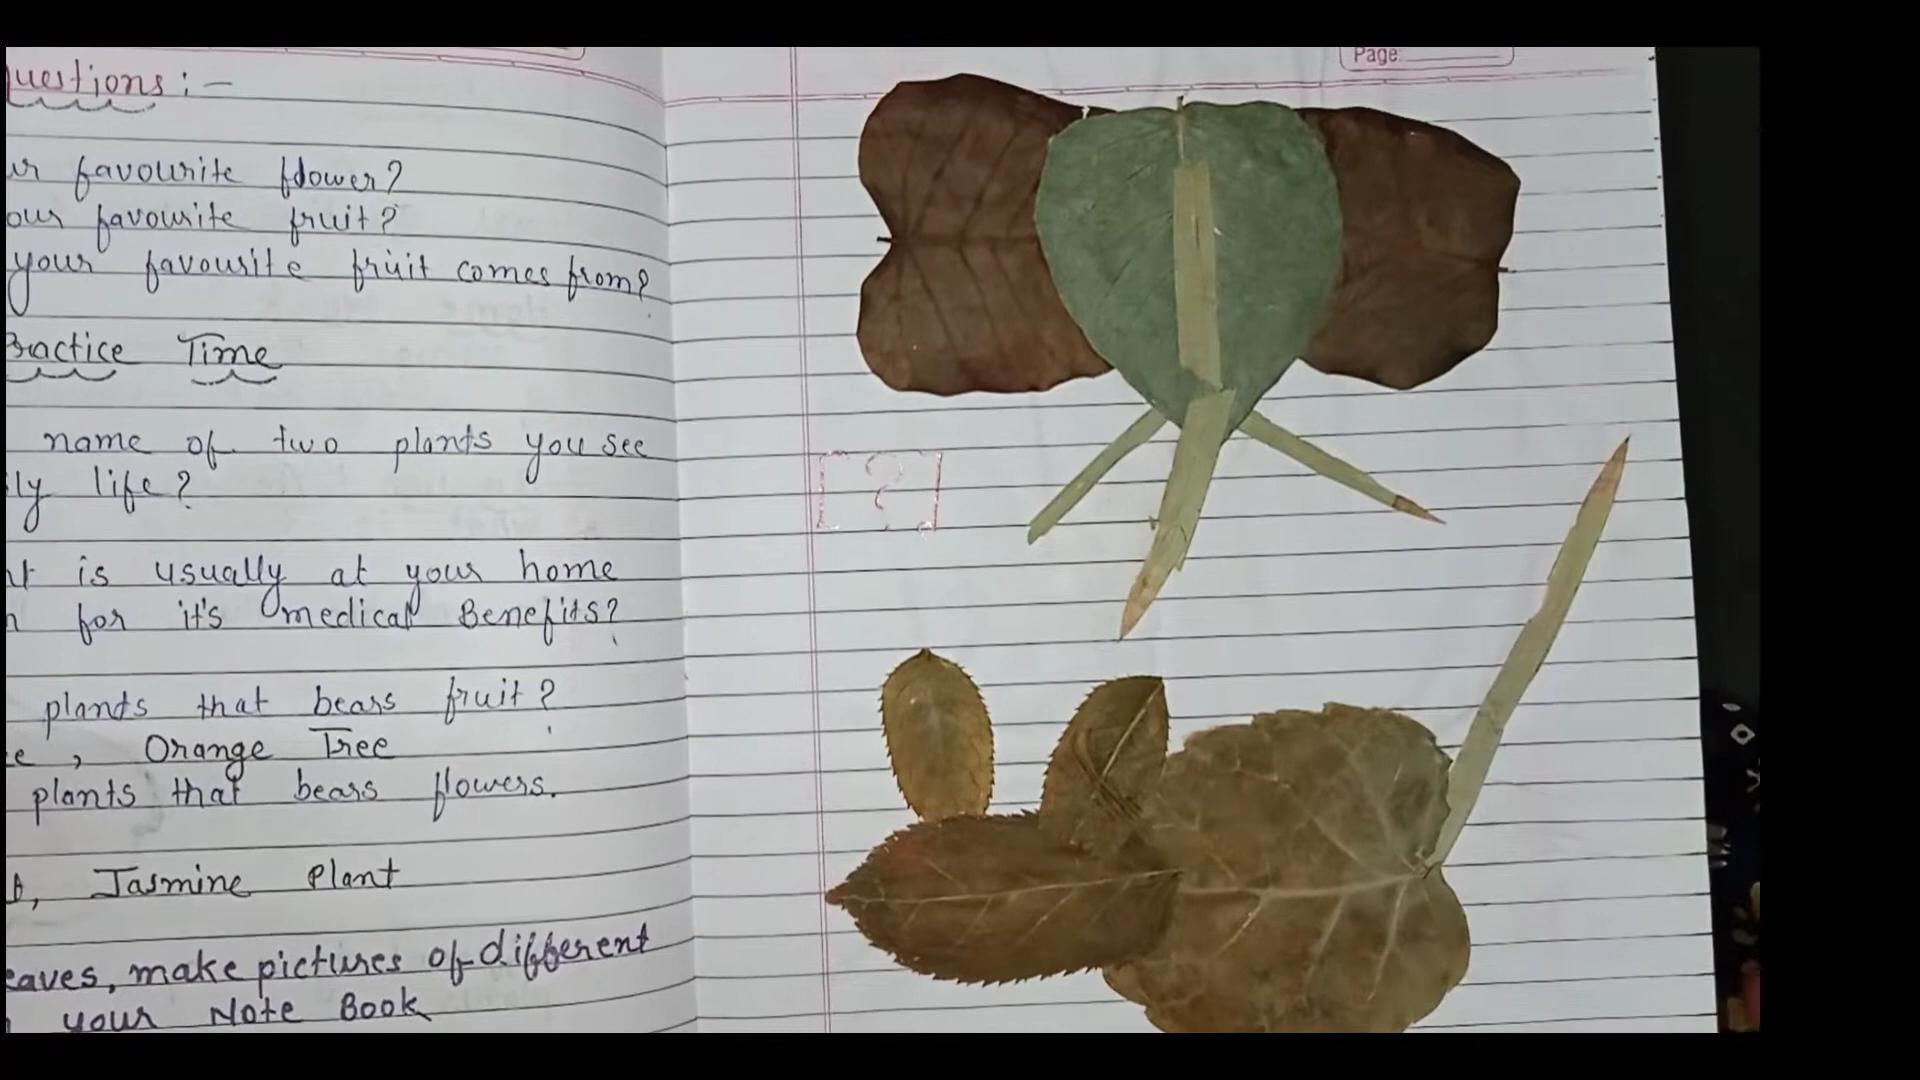 uestions:-
ur favourite flower?
our favourite fruit?
your favourite fruit comes from?
Practice Time
name of two plants you see
ly life?
is usually at your home
for it's medical Benefits?
plants that bears fruit?
e, Orange Tree
plants that bears flowers.
, Jasmine Plant
eaves, make pictures of different
your Note Book
Page:
[?]